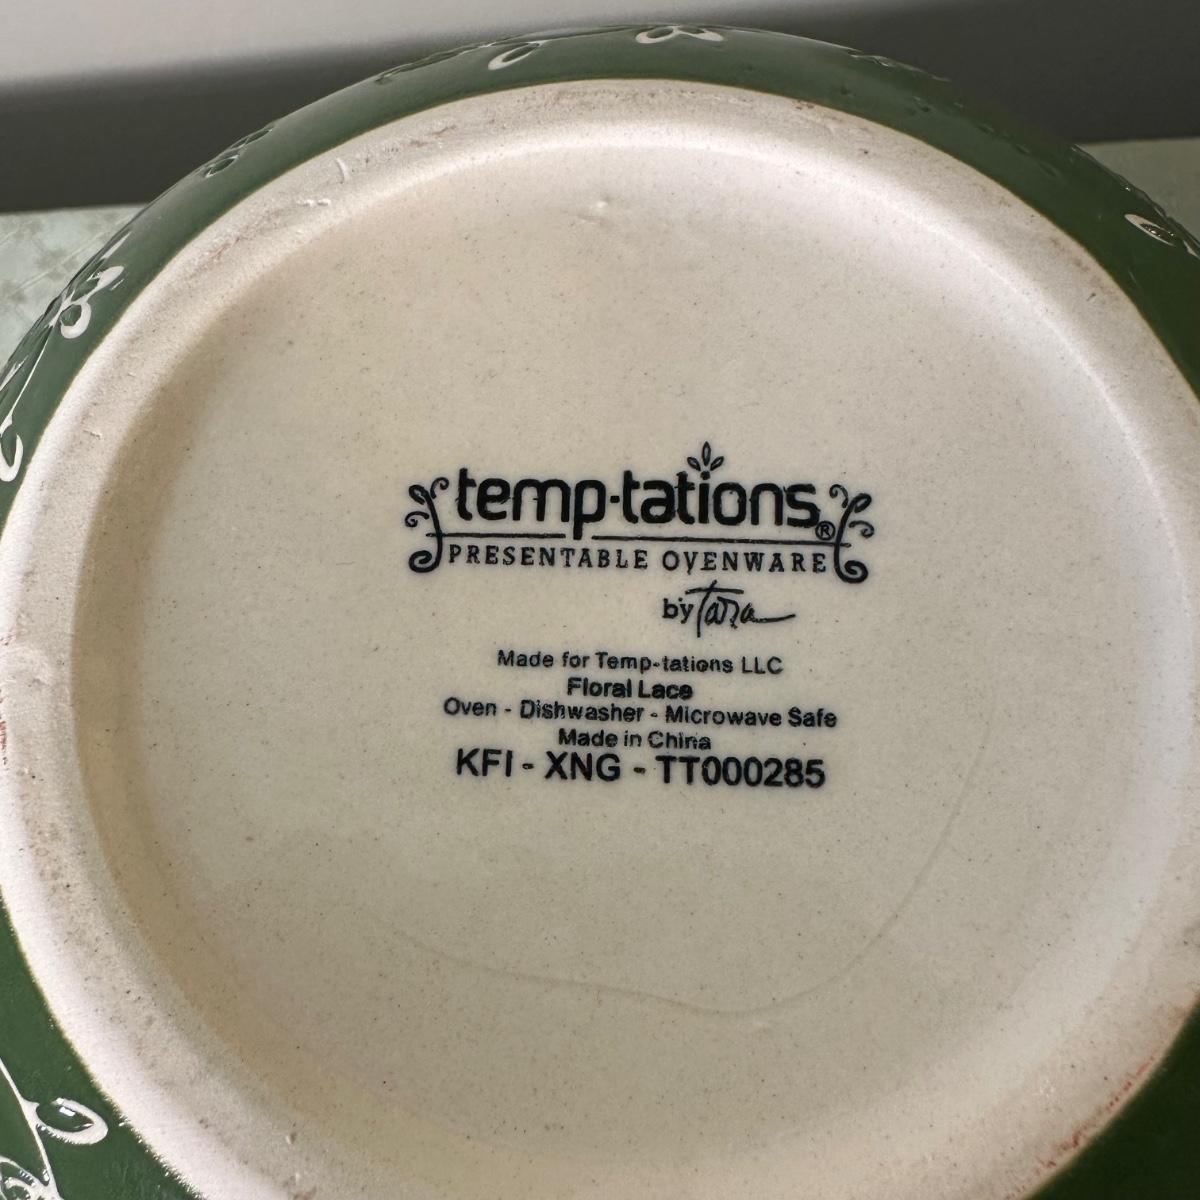 temp-tations®
PRESENTABLE OVENWARE
by Tara
Made for Temp-tations LLC
Floral Lace
Oven - Dishwasher - Microwave Safe
Made in China
KFI - XNG - TT000285